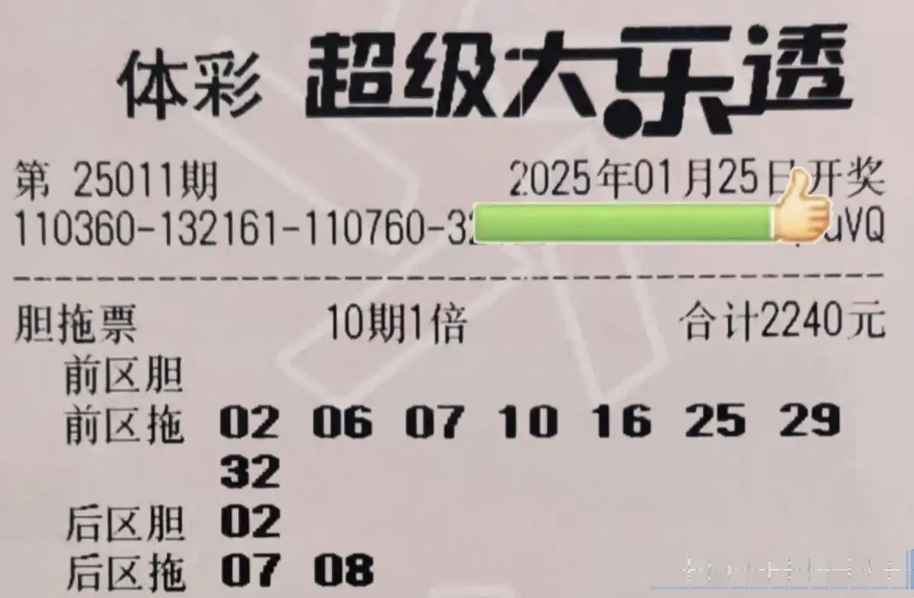 体彩 超级大乐透
第 25011期 2025年01月25日开奖
110360-132161-110760-3 uVQ
胆拖票 10期1倍 合计2240元
前区胆
前区拖 02 06 07 10 16 25 29
32
后区胆 02
后区拖 07 08